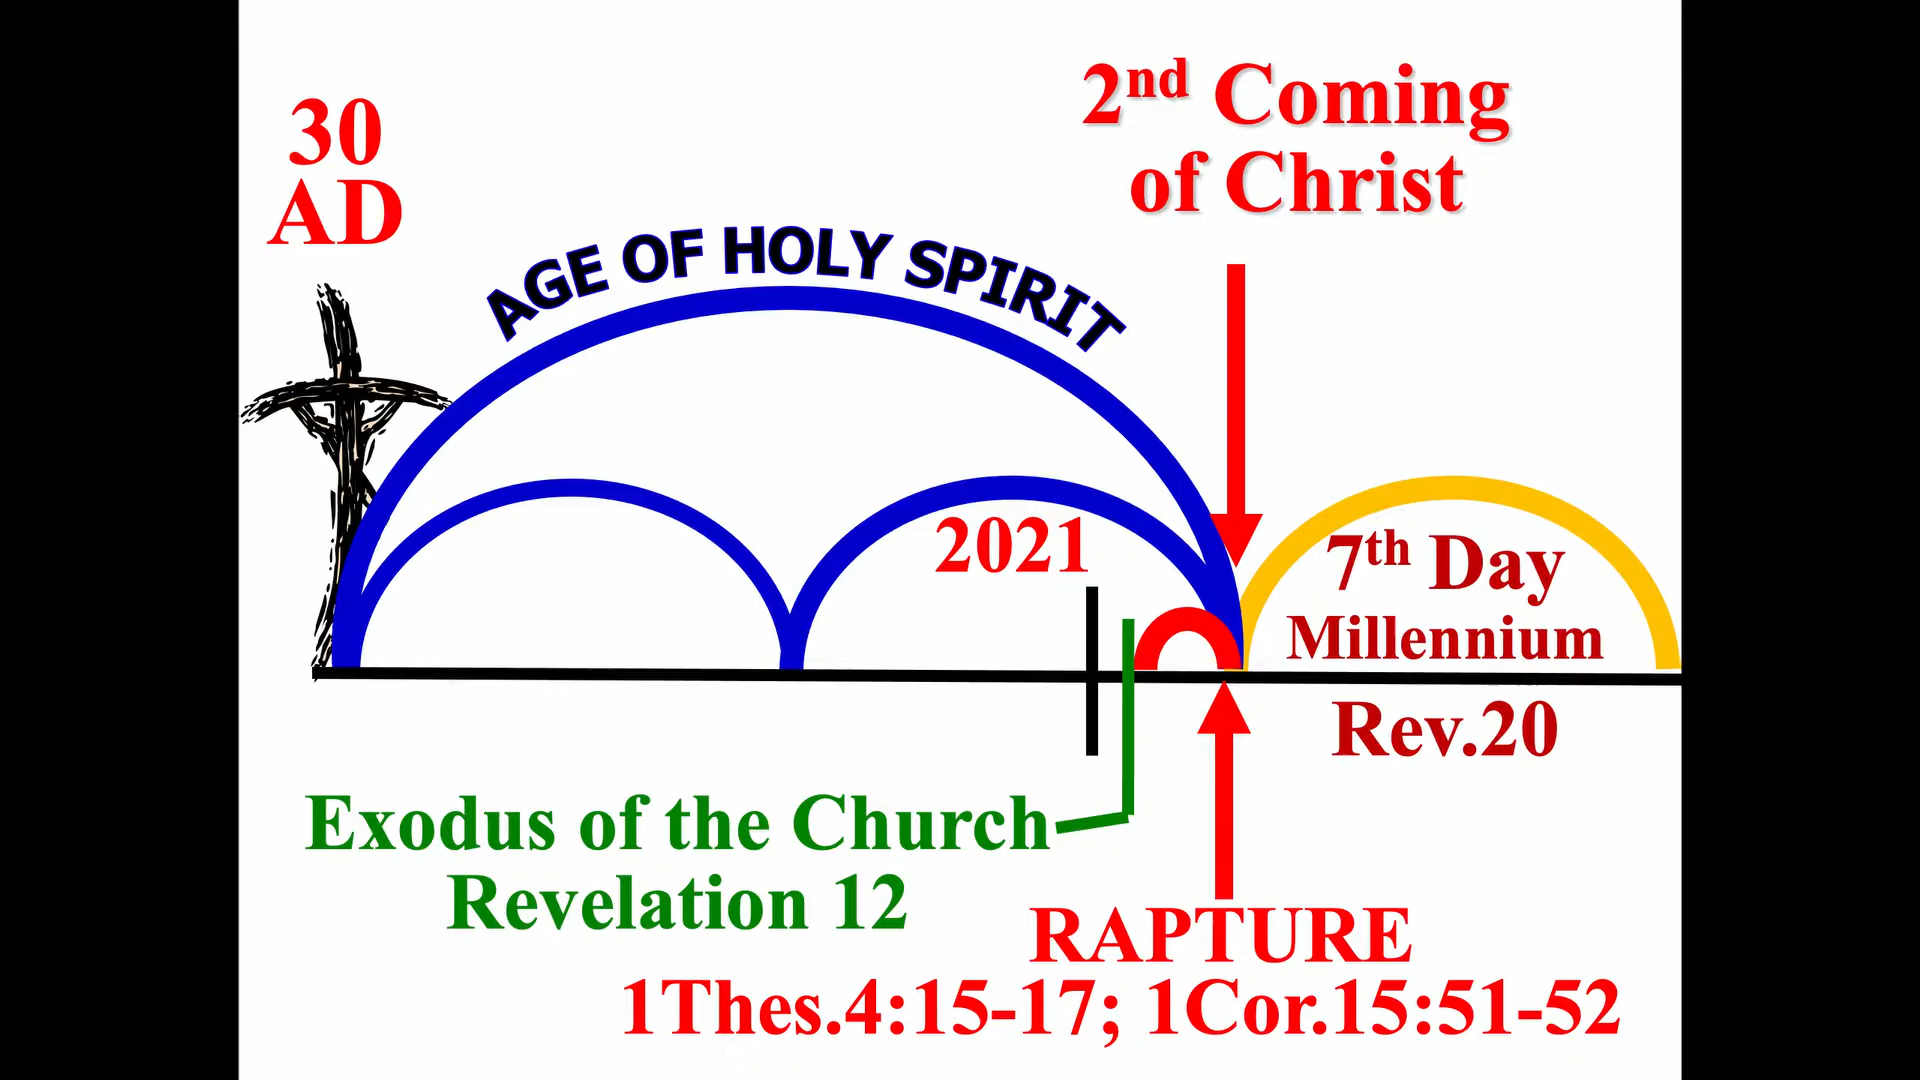 30
AD
2nd Coming
of Christ
AGE OF HOLY SPIRIT
2021
7th Day
Millennium
Rev.20
Exodus of the Church
Revelation 12
RAPTURE
1Thes.4:15-17; 1Cor.15:51-52